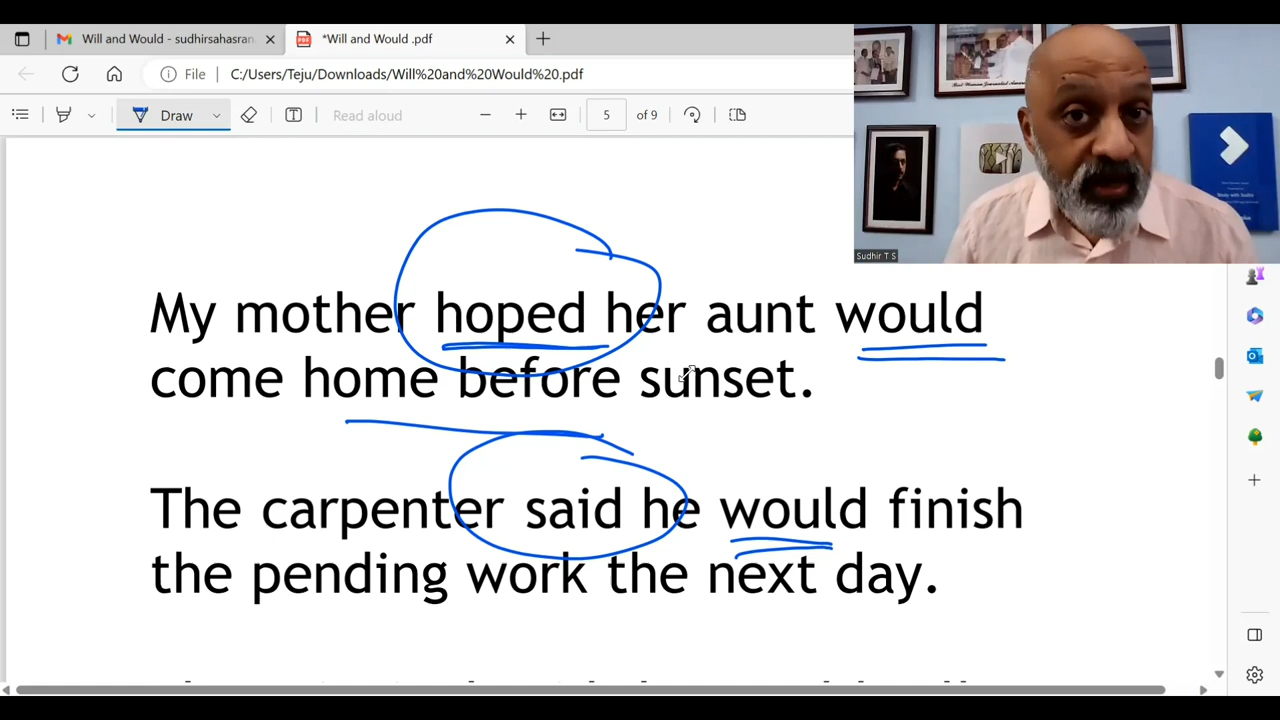 Will and Would - sudhirsahasran
*Will and Would .pdf
File
C:/Users/Teju/Downloads/Will%20and%20Would%20.pdf
Draw
Read aloud
5
of 9
Sudhir T S
My mother hoped her aunt would
come home before sunset.
The carpenter said he would finish
the pending work the next day.